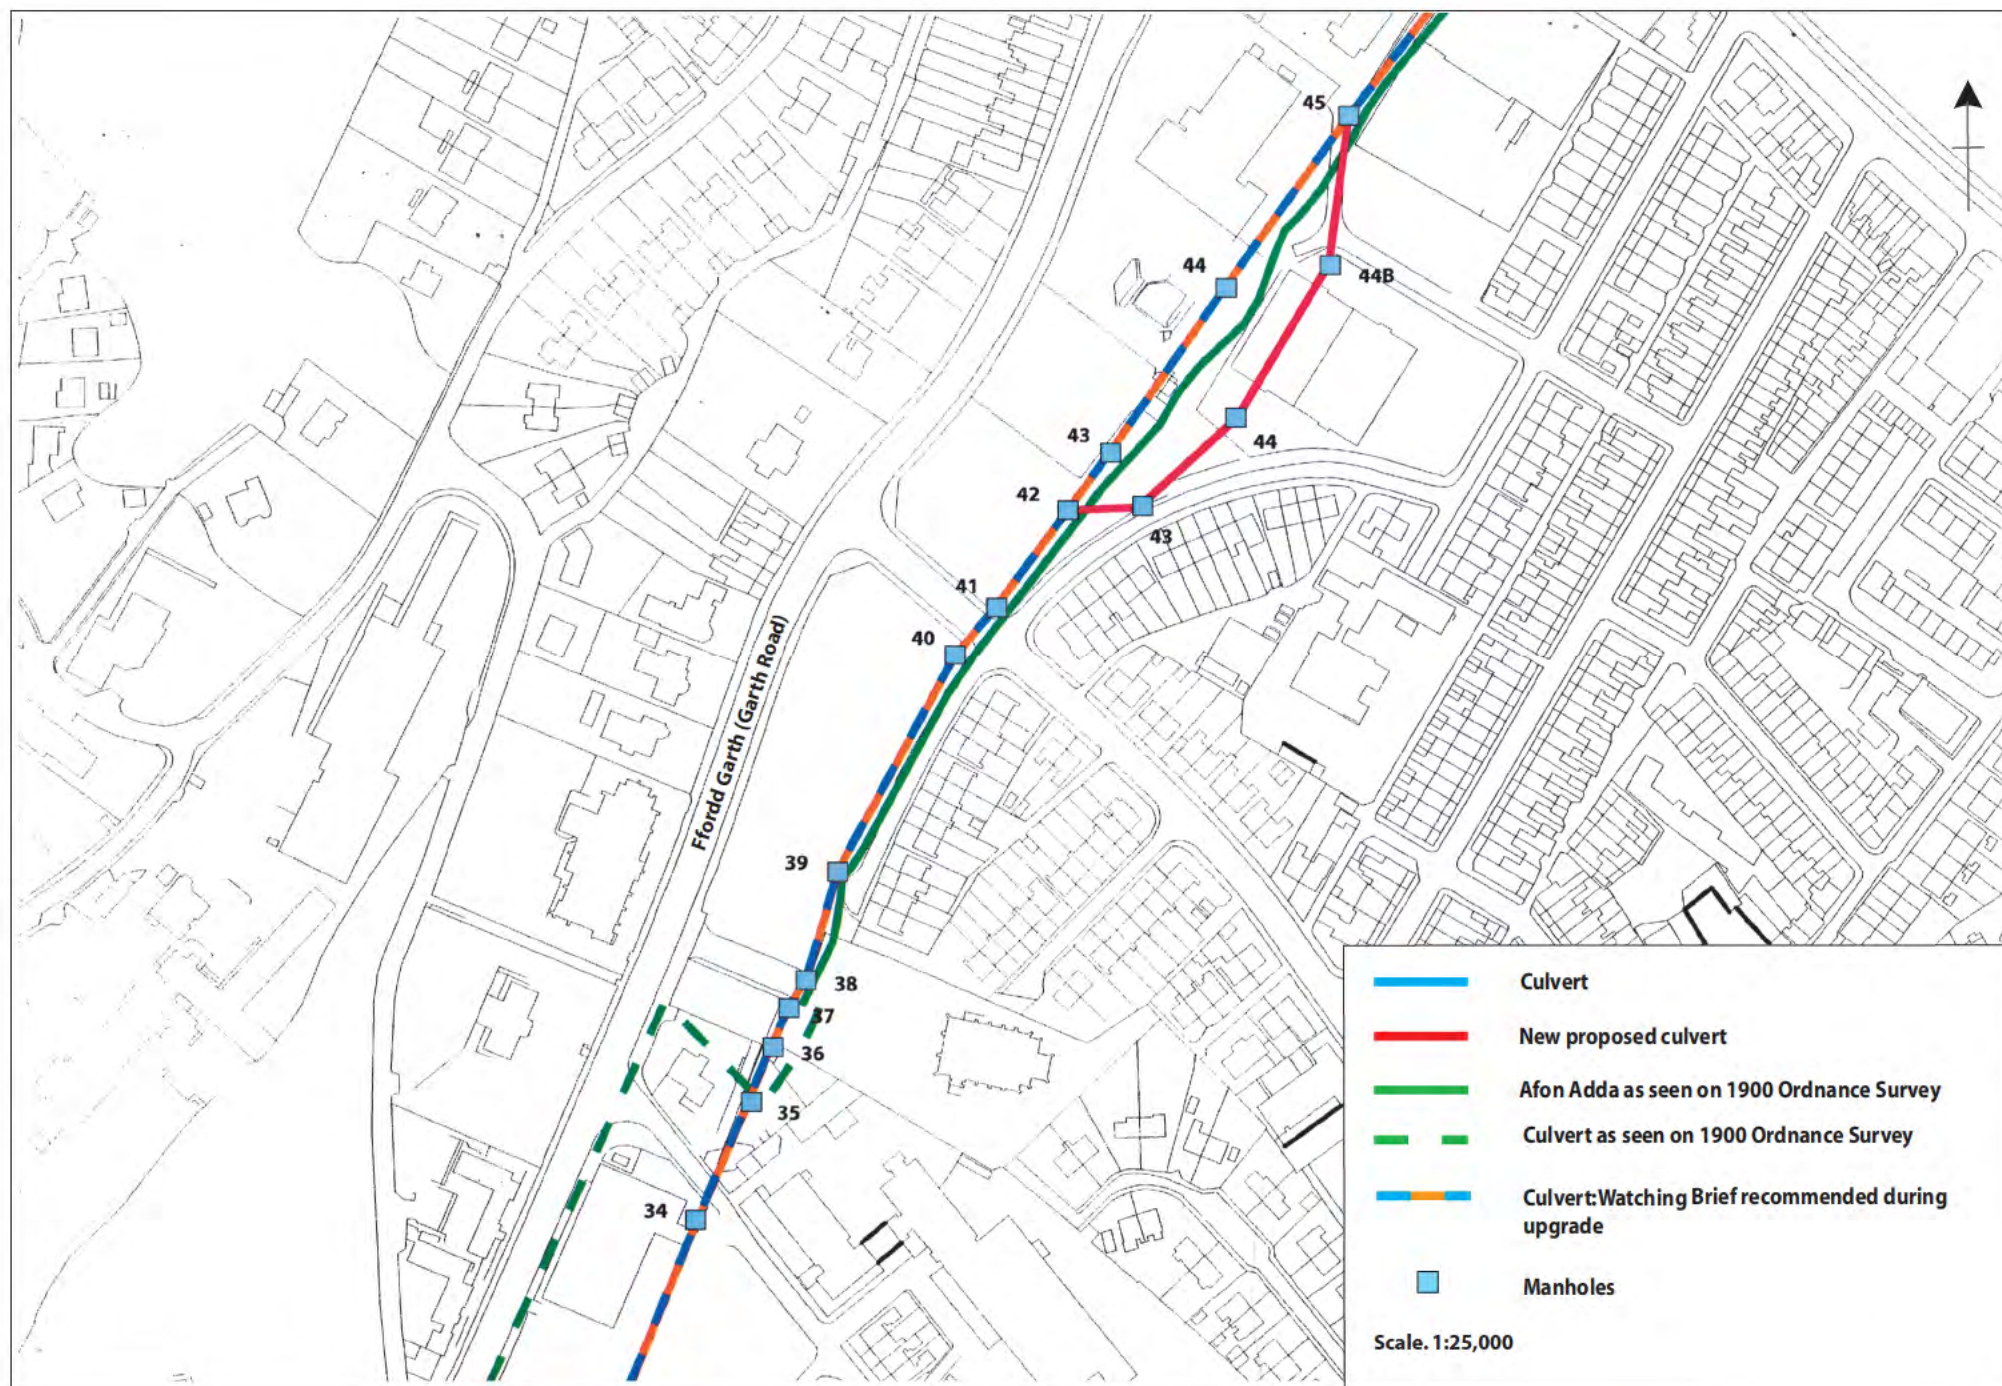 45
44
44B
43
44
42
43
41
40
Ffordd Garth (Garth Road)
39
38
37
36
35
34
Culvert
New proposed culvert
Afon Adda as seen on 1900 Ordnance Survey
Culvert as seen on 1900 Ordnance Survey
Culvert:Watching Brief recommended during
upgrade
Manholes
Scale. 1:25,000